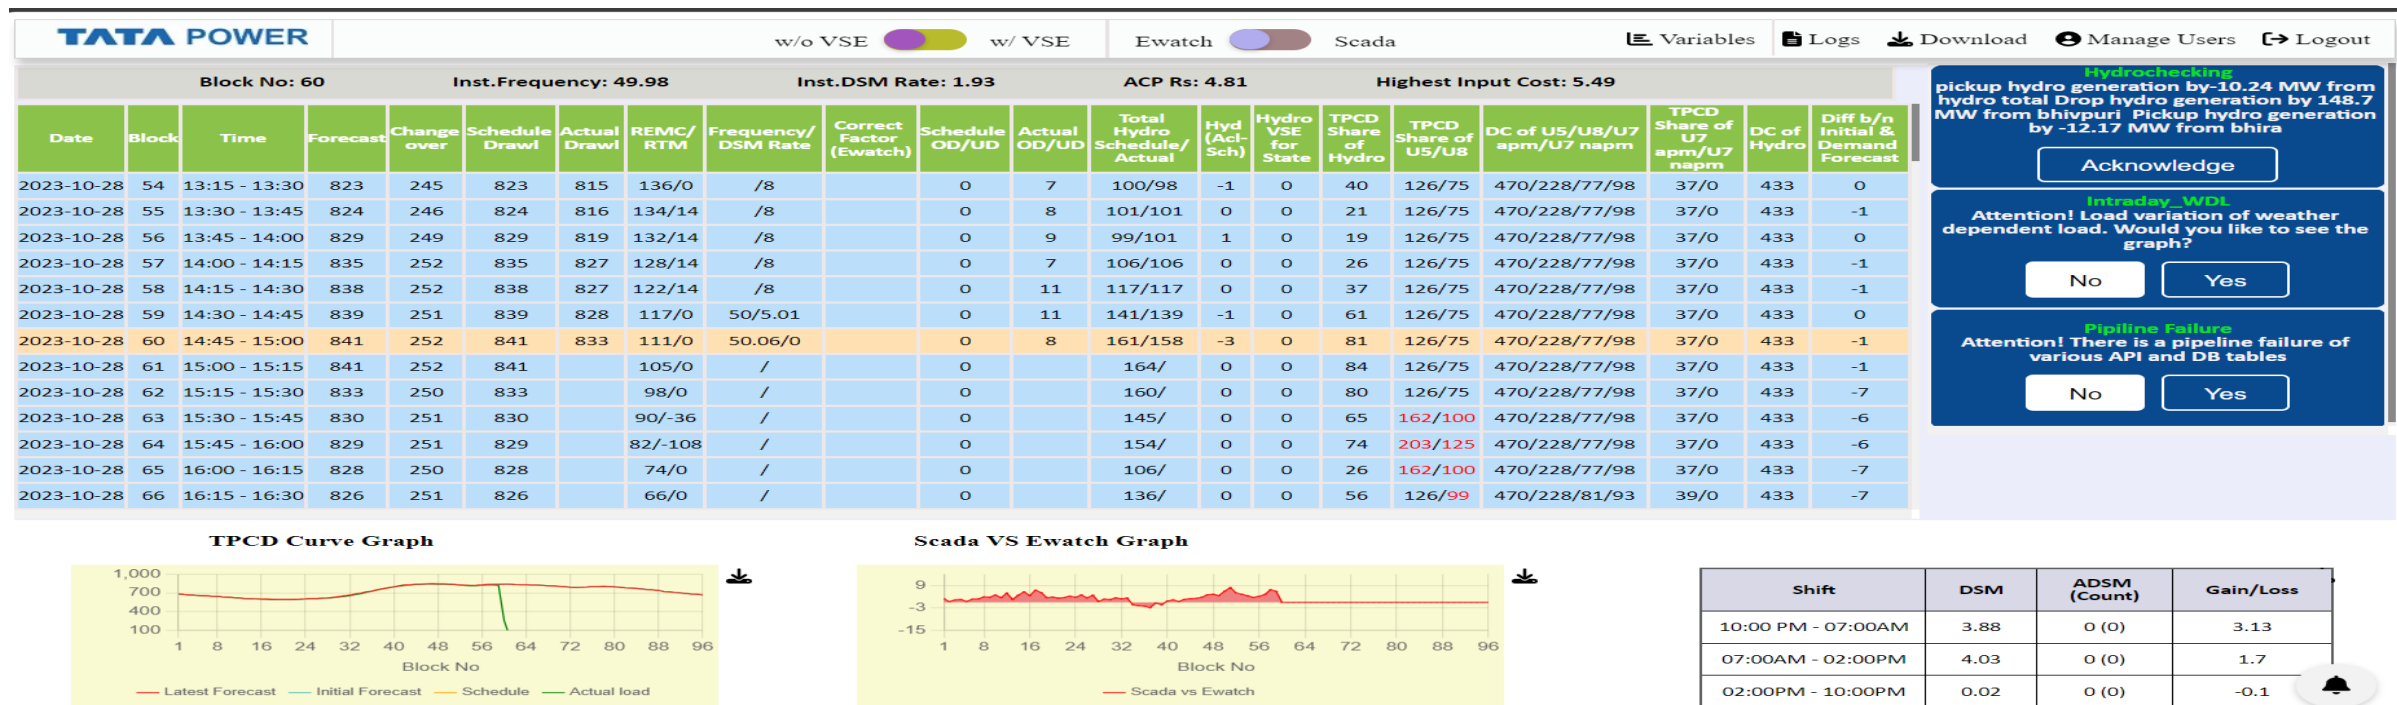 TATA POWER
w/o VSE w/ VSE Ewatch Scada Variables Logs Download Manage Users Logout
Block No: 60 Inst.Frequency: 49.98 Inst.DSM Rate: 1.93 ACP Rs: 4.81 Highest Input Cost: 5.49
Date Block Time Forecast Change over Schedule Drawl Actual Drawl REMC/ RTM Frequency/ DSM Rate Correct Factor (Ewatch) Schedule OD/UD Actual OD/UD Total Hydro Schedule/ Actual Hyd (Acl- Sch) Hydro VSE for State TPCD Share of Hydro TPCD Share of U5/U8 DC of U5/U8/U7 apm/U7 napm TPCD Share of U7 apm/U7 napm DC of Hydro Diff b/n Initial & Demand Forecast
2023-10-28 54 13:15 - 13:30 823 245 823 815 136/0 /8 0 7 100/98 -1 0 40 126/75 470/228/77/98 37/0 433 0
2023-10-28 55 13:30 - 13:45 824 246 824 816 134/14 /8 0 8 101/101 0 0 21 126/75 470/228/77/98 37/0 433 -1
2023-10-28 56 13:45 - 14:00 829 249 829 819 132/14 /8 0 9 99/101 1 0 19 126/75 470/228/77/98 37/0 433 0
2023-10-28 57 14:00 - 14:15 835 252 835 827 128/14 /8 0 7 106/106 0 0 26 126/75 470/228/77/98 37/0 433 -1
2023-10-28 58 14:15 - 14:30 838 252 838 827 122/14 /8 0 11 117/117 0 0 37 126/75 470/228/77/98 37/0 433 -1
2023-10-28 59 14:30 - 14:45 839 251 839 828 117/0 50/5.01 0 11 141/139 -1 0 61 126/75 470/228/77/98 37/0 433 0
2023-10-28 60 14:45 - 15:00 841 252 841 833 111/0 50.06/0 0 8 161/158 -3 0 81 126/75 470/228/77/98 37/0 433 -1
2023-10-28 61 15:00 - 15:15 841 252 841 105/0 / 0 164/ 0 0 84 126/75 470/228/77/98 37/0 433 -1
2023-10-28 62 15:15 - 15:30 833 250 833 98/0 / 0 160/ 0 0 80 126/75 470/228/77/98 37/0 433 -7
2023-10-28 63 15:30 - 15:45 830 251 830 90/-36 / 0 145/ 0 0 65 162/100 470/228/77/98 37/0 433 -6
2023-10-28 64 15:45 - 16:00 829 251 829 82/-108 / 0 154/ 0 0 74 203/125 470/228/77/98 37/0 433 -6
2023-10-28 65 16:00 - 16:15 828 250 828 74/0 / 0 106/ 0 0 26 162/100 470/228/77/98 37/0 433 -7
2023-10-28 66 16:15 - 16:30 826 251 826 66/0 / 0 136/ 0 0 56 126/99 470/228/81/93 39/0 433 -7
Hydrochecking
pickup hydro generation by-10.24 MW from
hydro total Drop hydro generation by 148.7
MW from bhivpuri Pickup hydro generation
by -12.17 MW from bhira
Acknowledge
Intraday_WDL
Attention! Load variation of weather
dependent load. Would you like to see the
graph?
No Yes
Pipiline Failure
Attention! There is a pipeline failure of
various API and DB tables
No Yes
TPCD Curve Graph
1,000
700
400
100
1 8 16 24 32 40 48 56 64 72 80 88 96
Block No
Latest Forecast Initial Forecast Schedule Actual load
Scada VS Ewatch Graph
9
-3
-15
1 8 16 24 32 40 48 56 64 72 80 88 96
Block No
Scada vs Ewatch
Shift DSM ADSM (Count) Gain/Loss
10:00 PM - 07:00AM 3.88 0 (0) 3.13
07:00AM - 02:00PM 4.03 0 (0) 1.7
02:00PM - 10:00PM 0.02 0 (0) -0.1